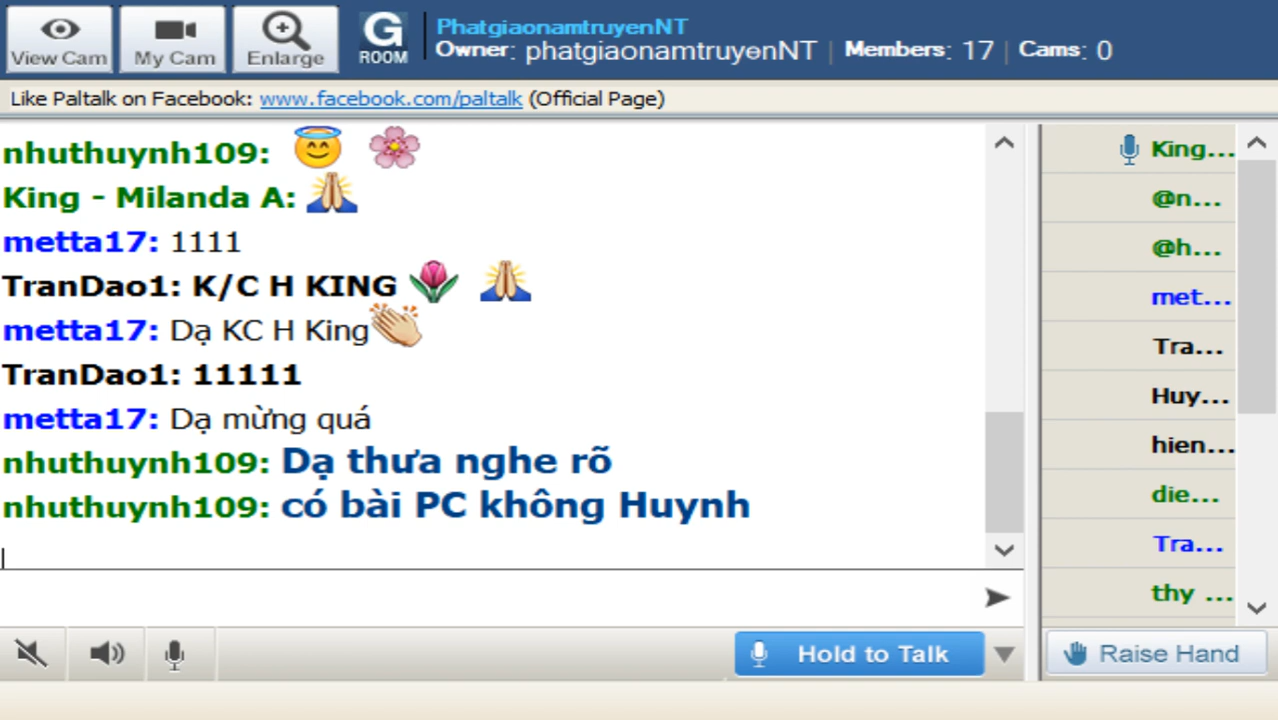 View Cam
My Cam
Enlarge
G
ROOM
PhatgiaonamtruyenNT
Owner: phatgiaonamtruyenNT | Members: 17 | Cams: 0
Like Paltalk on Facebook: www.facebook.com/paltalk (Official Page)
nhuthuynh109:
King - Milanda A:
metta17: 1111
TranDao1: K/C H KING
metta17: Dạ KC H King
TranDao1: 11111
metta17: Dạ mừng quá
nhuthuynh109: Dạ thưa nghe rõ
nhuthuynh109: có bài PC không Huynh
King...
@n...
@h...
met...
Tra...
Huy...
hien...
die...
Tra...
thy ...
Hold to Talk
Raise Hand